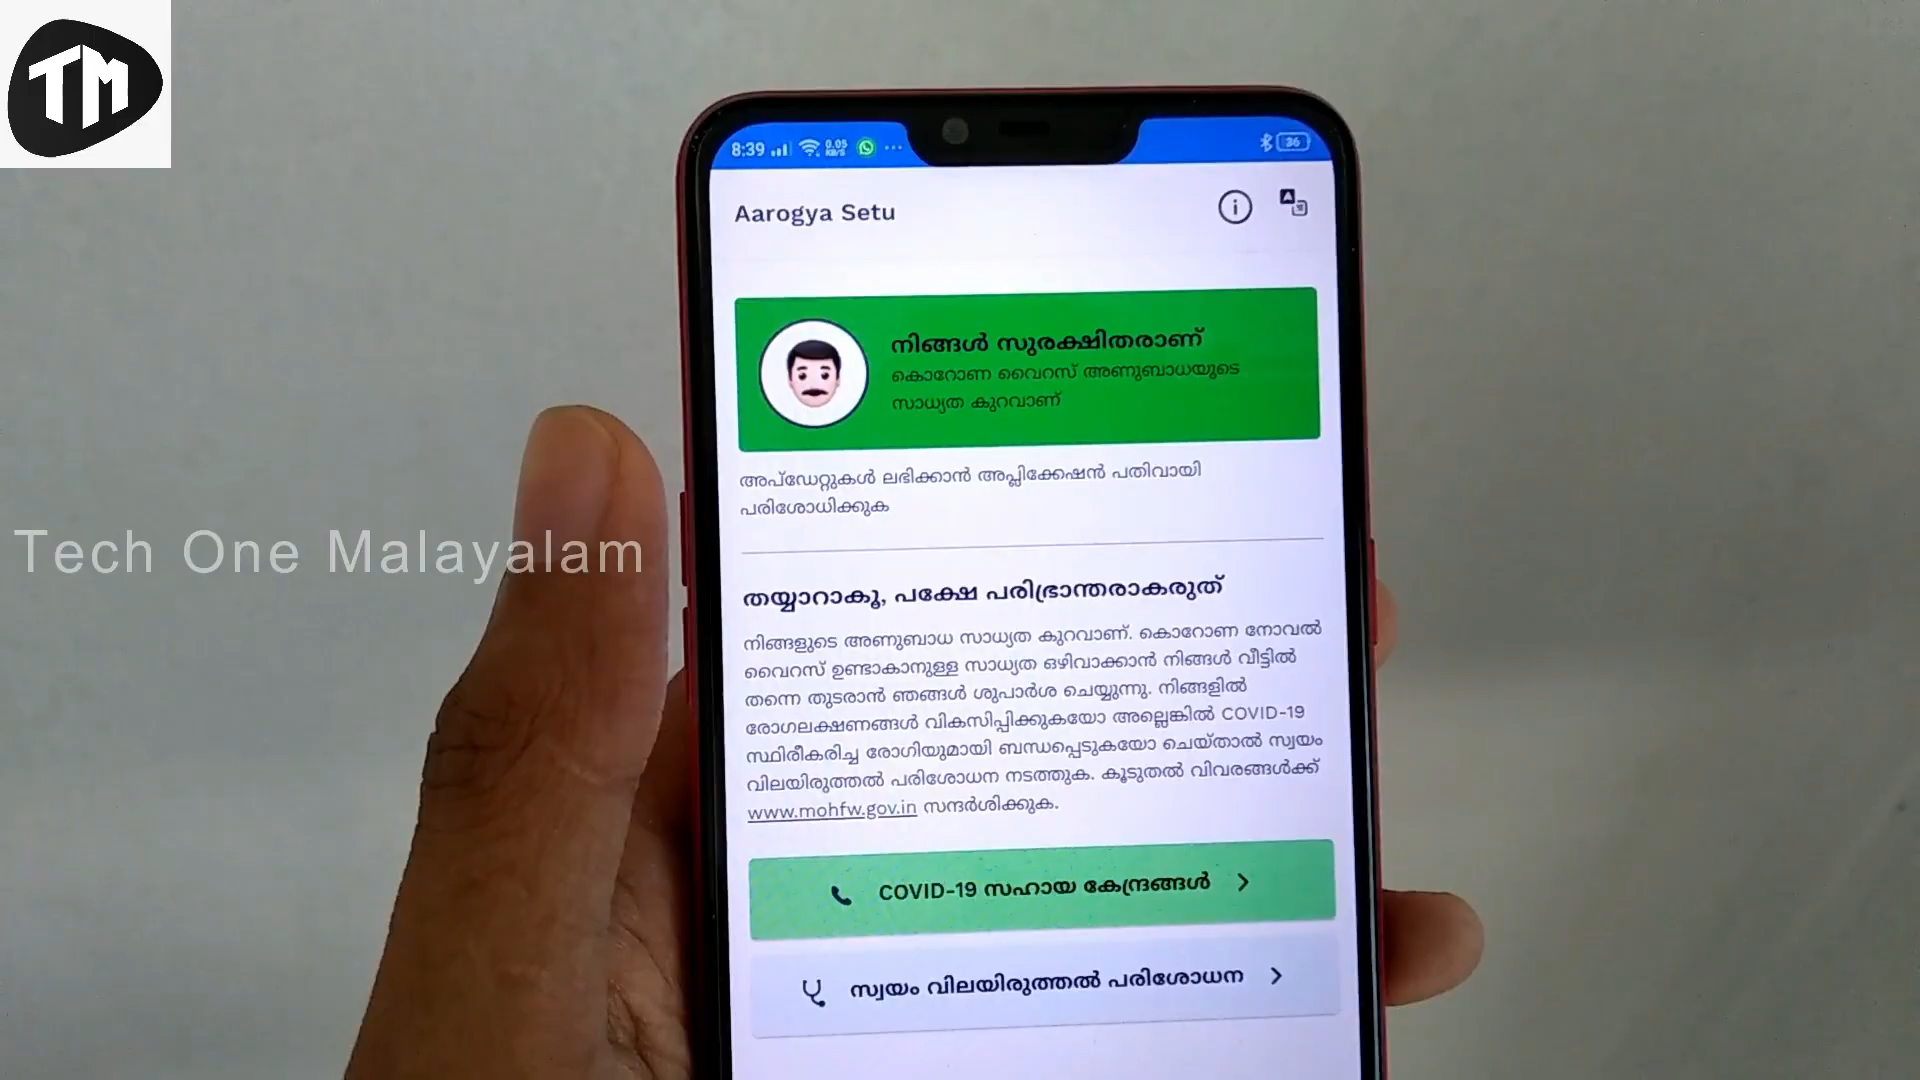 TM
8:39
0.05
KB/S
36
Aarogya Setu
നിങ്ങൾ സുരക്ഷിതരാണ്
കൊറോണ വൈറസ് അണുബാധയുടെ
സാധ്യത കുറവാണ്
അപ്ഡേറ്റുകൾ ലഭിക്കാൻ അപ്ലിക്കേഷൻ പതിവായി
പരിശോധിക്കുക
Tech One Malayalam
തയ്യാറാകൂ, പക്ഷേ പരിഭ്രാന്തരാകരുത്
നിങ്ങളുടെ അണുബാധ സാധ്യത കുറവാണ്. കൊറോണ നോവൽ
വൈറസ് ഉണ്ടാകാനുള്ള സാധ്യത ഒഴിവാക്കാൻ നിങ്ങൾ വീട്ടിൽ
തന്നെ തുടരാൻ ഞങ്ങൾ ശുപാർശ ചെയ്യുന്നു. നിങ്ങളിൽ
രോഗലക്ഷണങ്ങൾ വികസിപ്പിക്കുകയോ അല്ലെങ്കിൽ COVID-19
സ്ഥിരീകരിച്ച രോഗിയുമായി ബന്ധപ്പെടുകയോ ചെയ്താൽ സ്വയം
വിലയിരുത്തൽ പരിശോധന നടത്തുക. കൂടുതൽ വിവരങ്ങൾക്ക്
www.mohfw.gov.in സന്ദർശിക്കുക.
COVID-19 സഹായ കേന്ദ്രങ്ങൾ
സ്വയം വിലയിരുത്തൽ പരിശോധന